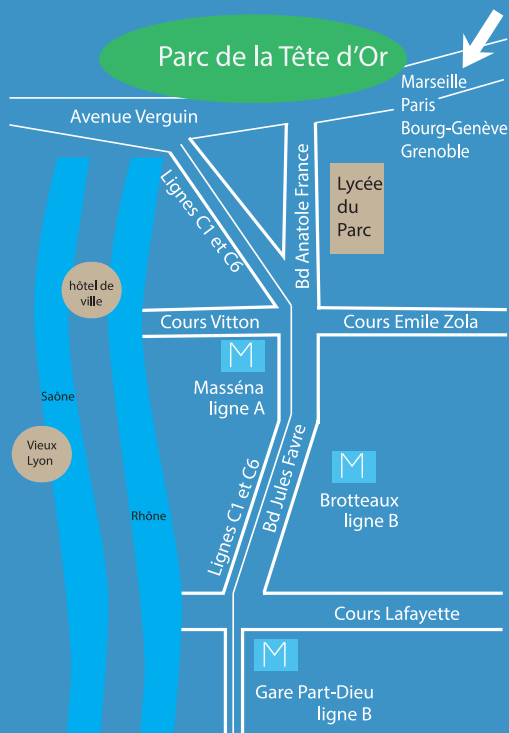 Parc de la Tête d'Or
Marseille
Paris
Bourg-Genève
Grenoble
Avenue Verguin
Lignes C1 et C6
Bd Anatole France
Lycée
du
Parc
hôtel de
ville
Cours Vitton
Cours Emile Zola
M
Masséna
ligne A
Saône
Vieux
Lyon
Rhône
Lignes C1 et C6
Bd Jules Favre
M
Brotteaux
ligne B
Cours Lafayette
M
Gare Part-Dieu
ligne B